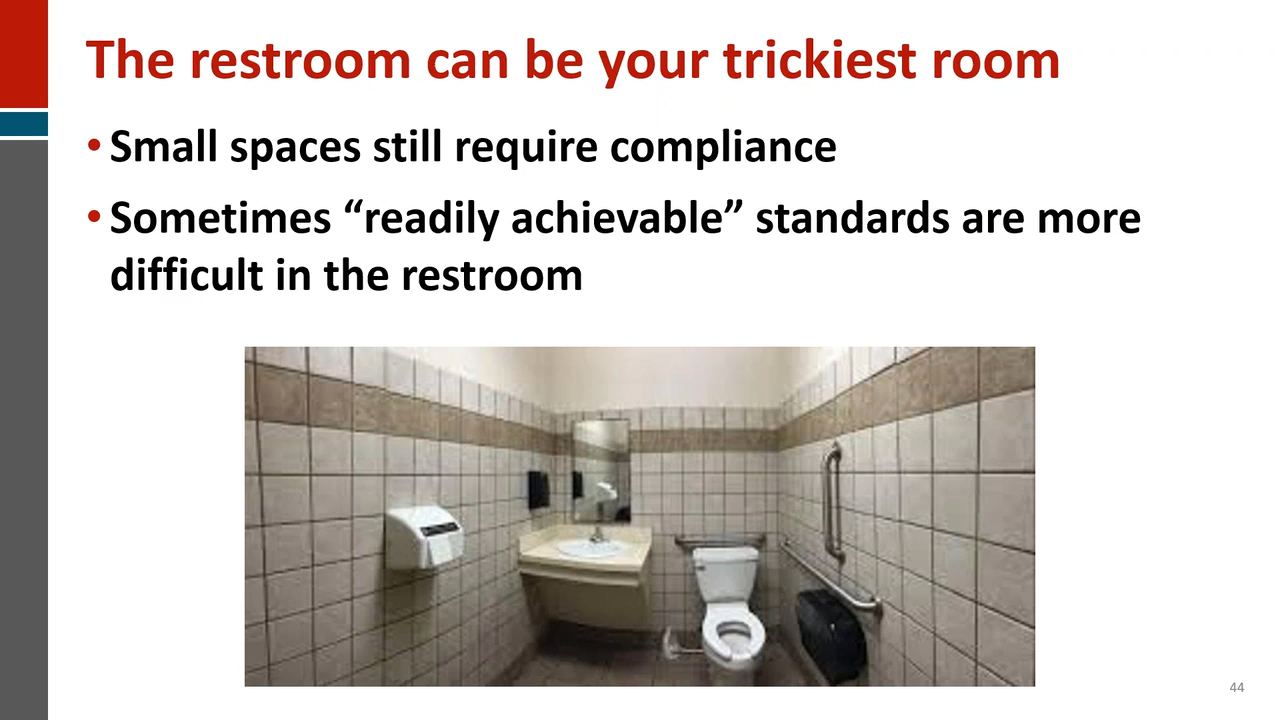 The restroom can be your trickiest room
• Small spaces still require compliance
• Sometimes “readily achievable” standards are more
difficult in the restroom
44